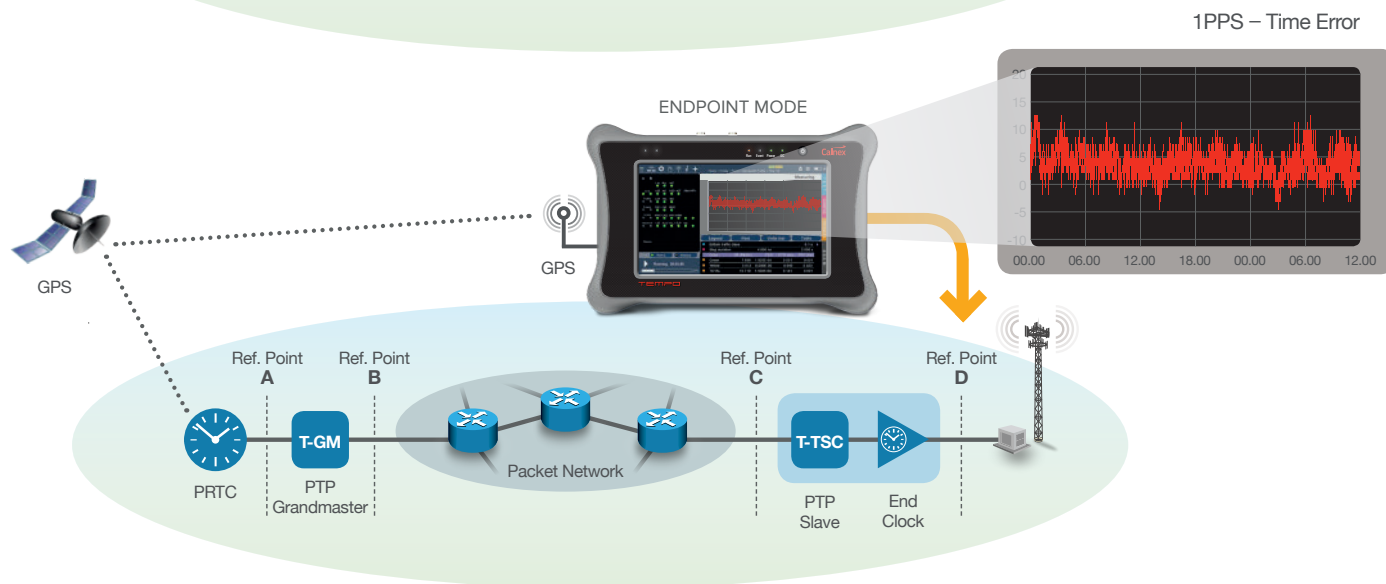 1PPS – Time Error
20
15
10
5
0
-5
-10
00.00 06.00 12.00 18.00 00.00 06.00 12.00
ENDPOINT MODE
Calnex
TEMPO
GPS
GPS
Ref. Point
A
Ref. Point
B
Ref. Point
C
Ref. Point
D
T-GM
T-TSC
Packet Network
PRTC
PTP
Grandmaster
PTP
Slave
End
Clock